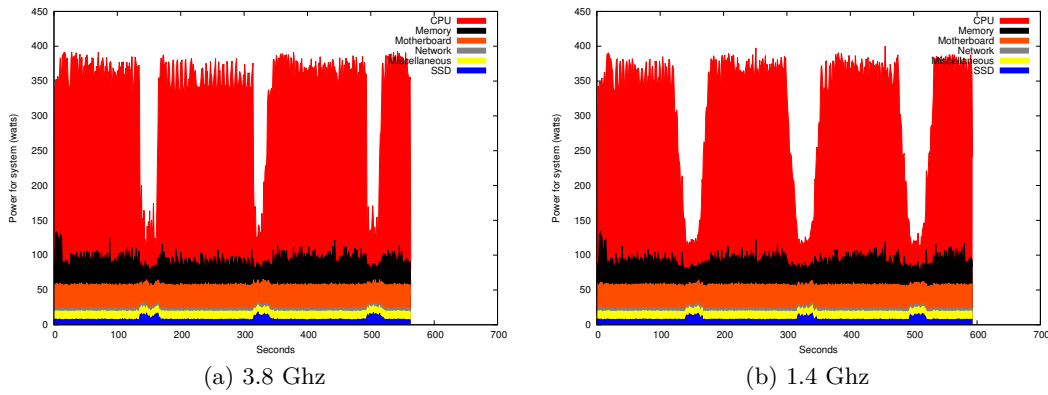 450
400
350
300
250
200
150
100
50
0
Power for system (watts)
0 100 200 300 400 500 600 700
Seconds
CPU
Memory
Motherboard
Network
Miscellaneous
SSD
(a) 3.8 Ghz
450
400
350
300
250
200
150
100
50
0
Power for system (watts)
0 100 200 300 400 500 600 700
Seconds
CPU
Memory
Motherboard
Network
Miscellaneous
SSD
(b) 1.4 Ghz